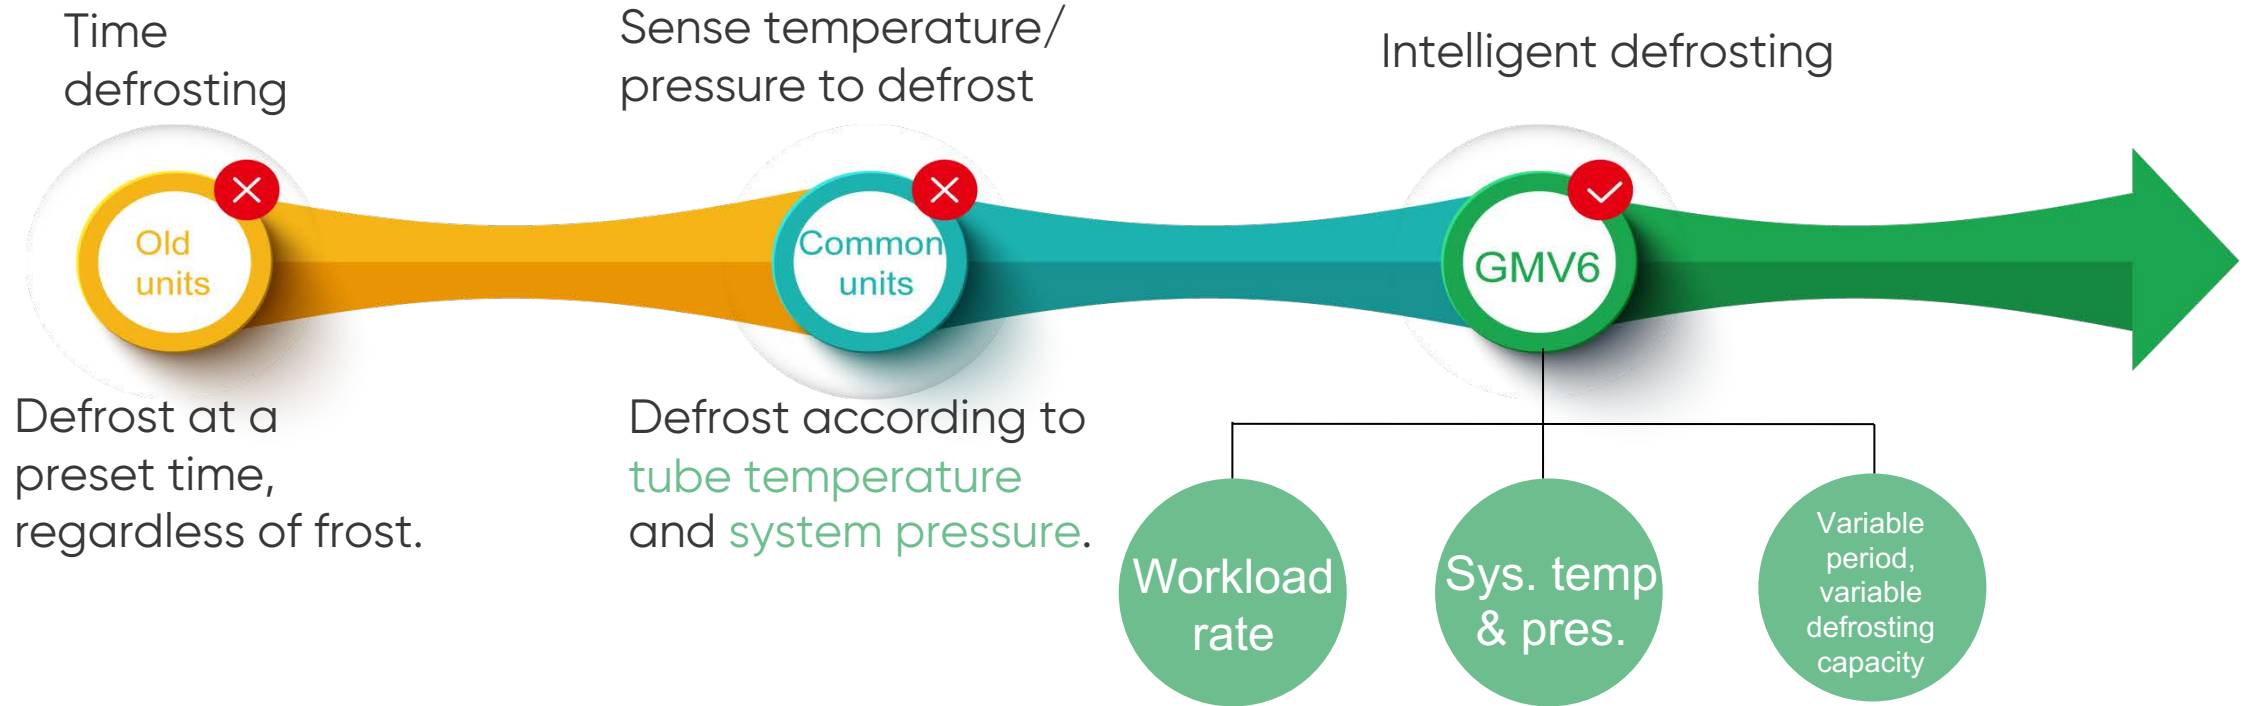 Time
defrosting
Old
units
Defrost at a
preset time,
regardless of frost.
Sense temperature/
pressure to defrost
Common
units
Defrost according to
tube temperature
and system pressure.
Intelligent defrosting
GMV6
Workload
rate
Sys. temp
& pres.
Variable
period,
variable
defrosting
capacity